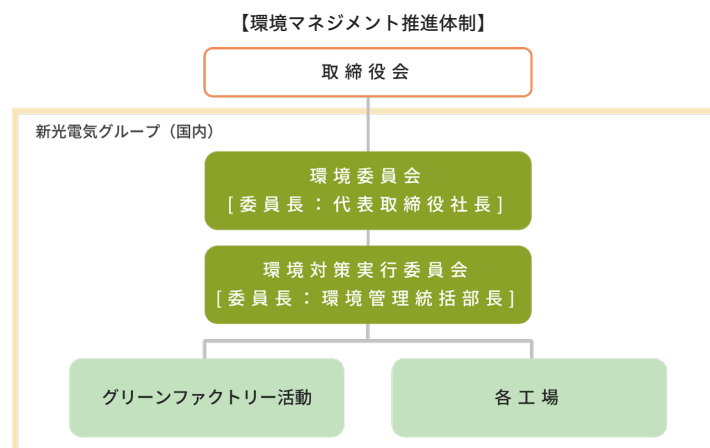 【環境マネジメント推進体制】
取締役会
新光電気グループ（国内）
環境委員会
[委員長：代表取締役社長]
環境対策実行委員会
[委員長：環境管理統括部長]
グリーンファクトリー活動
各工場